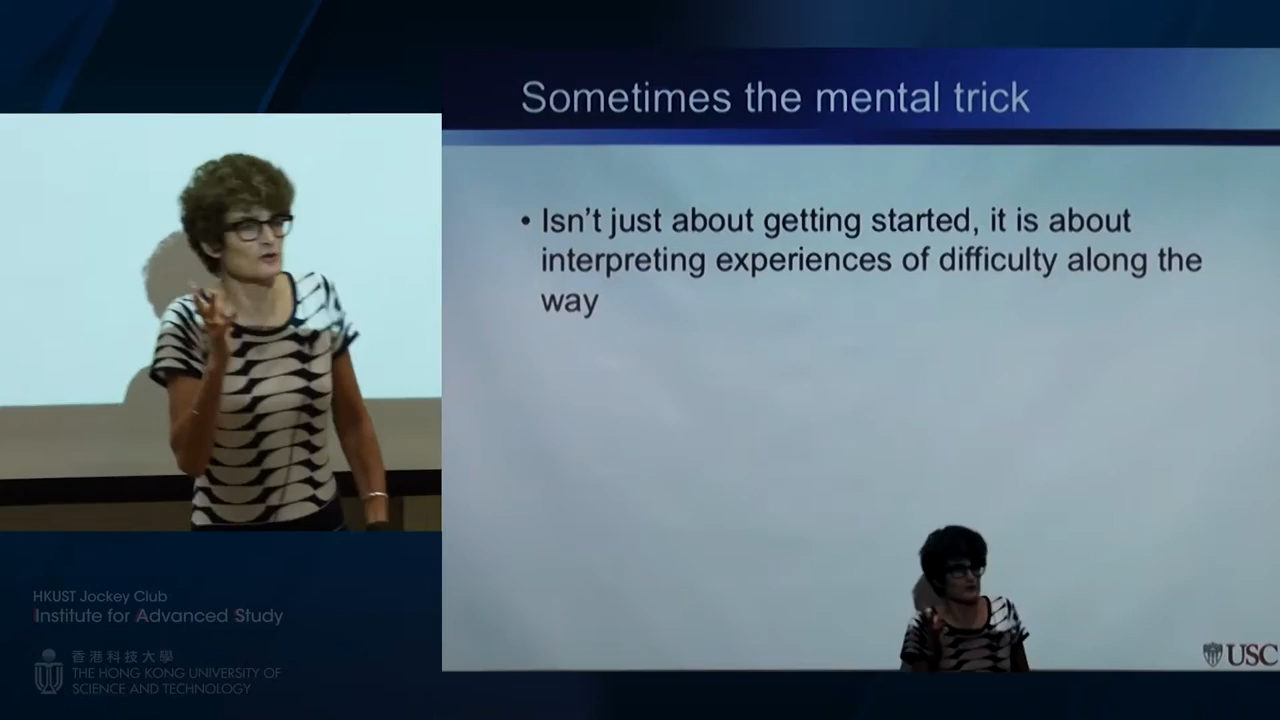 Sometimes the mental trick
• Isn't just about getting started, it is about
interpreting experiences of difficulty along the
way
USC
HKUST Jockey Club
Institute for Advanced Study
香港科技大學
THE HONG KONG UNIVERSITY OF
SCIENCE AND TECHNOLOGY